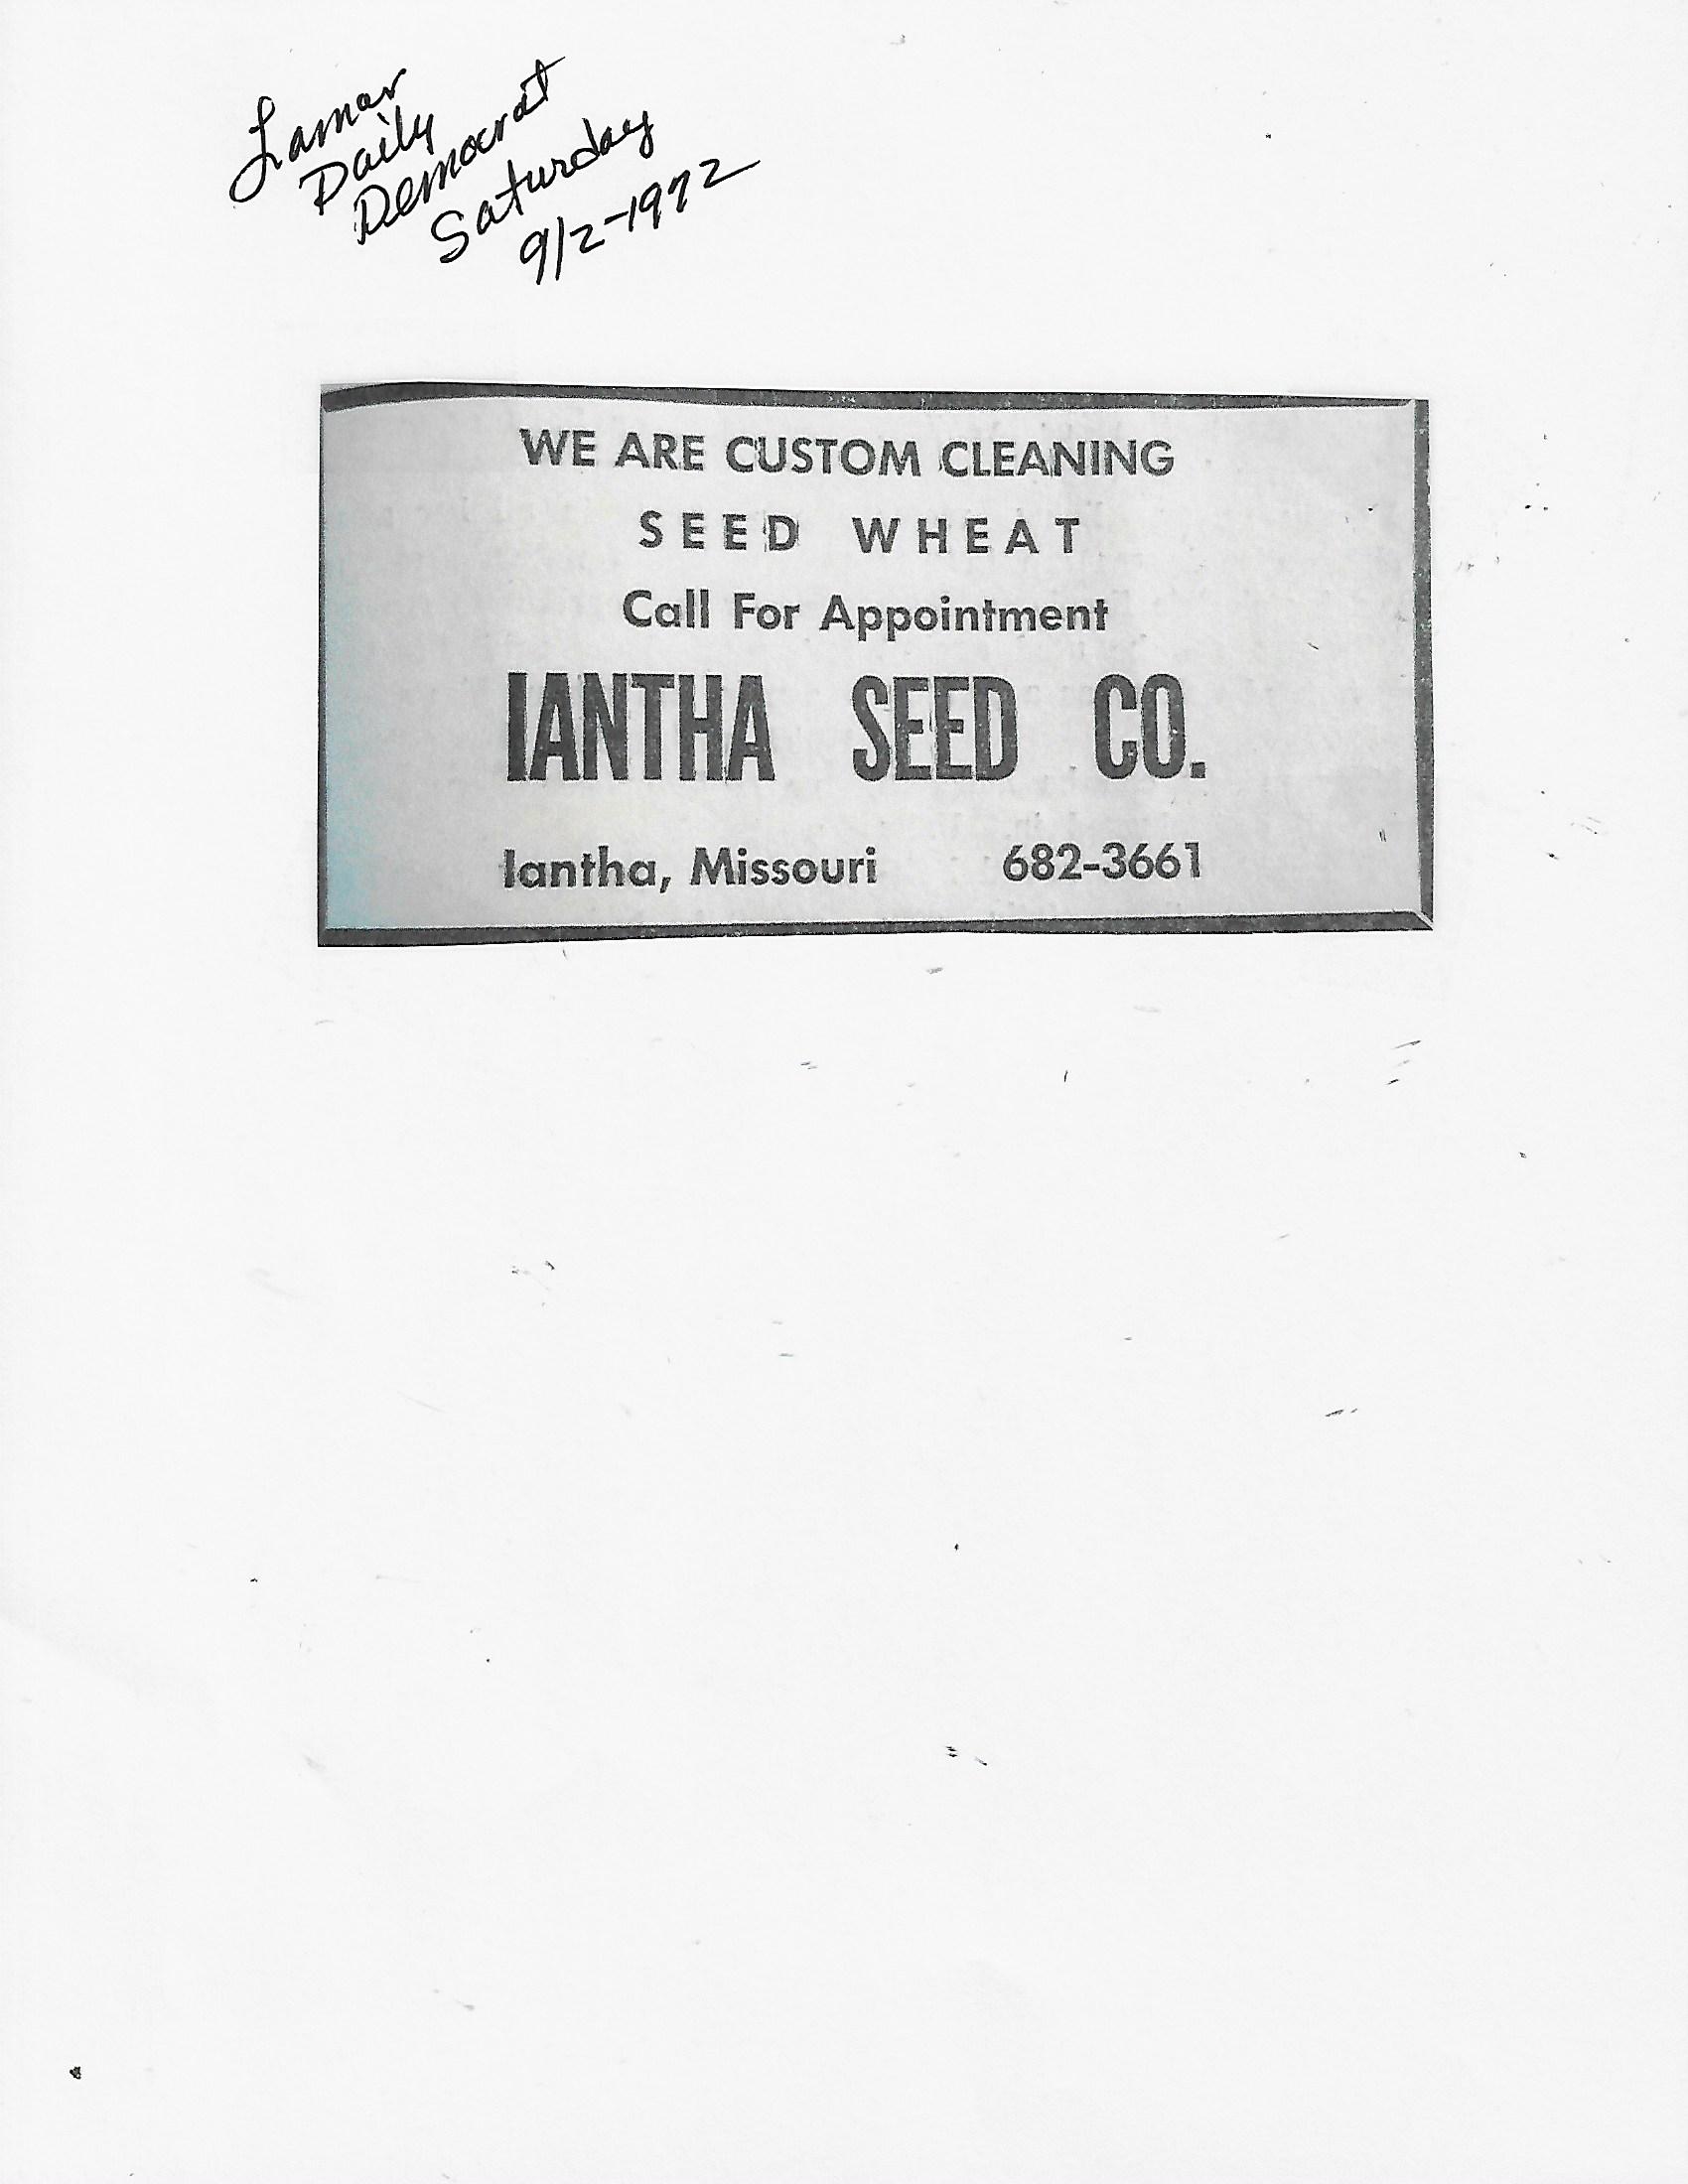 Lamar
Daily
Democrat
Saturday
9/2-1972
WE ARE CUSTOM CLEANING
SEED WHEAT
Call For Appointment
IANTHA SEED CO.
Iantha, Missouri 682-3661